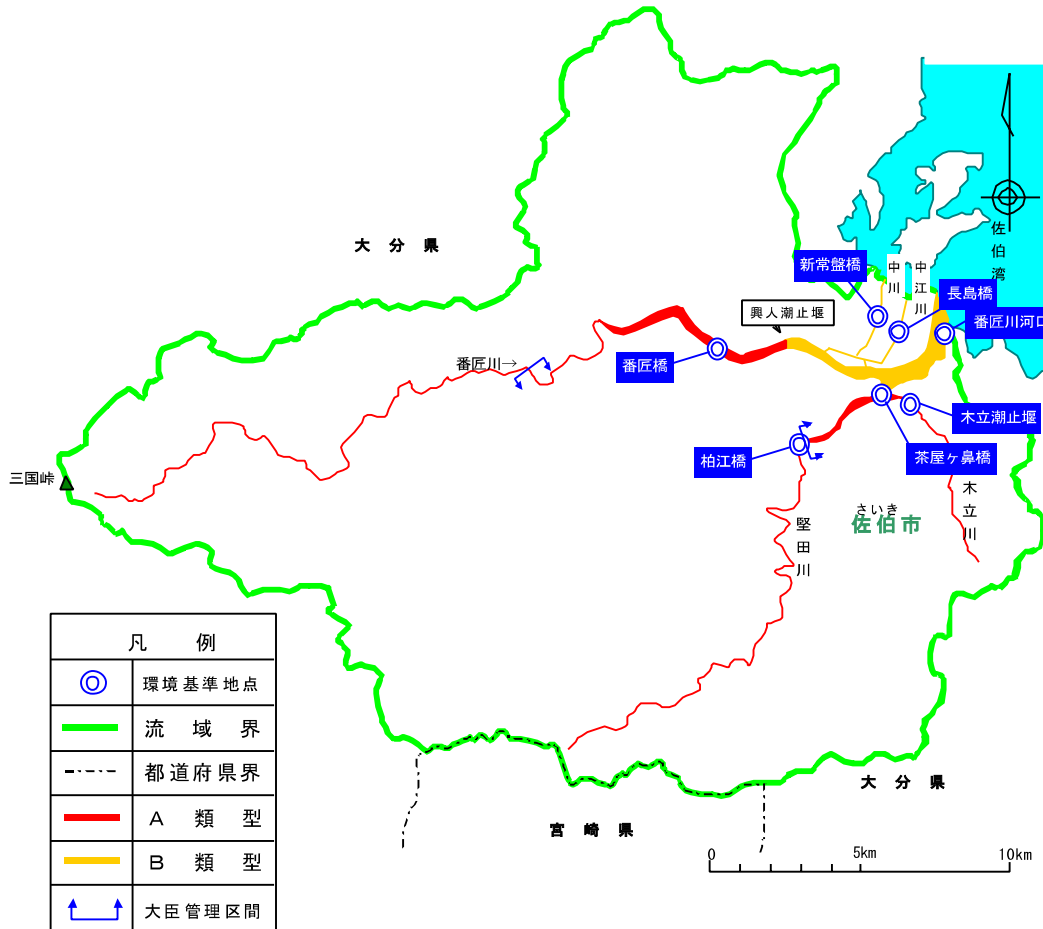 大分県
佐伯湾
新常盤橋
中川
中江川
長島橋
番匠川河口
興人潮止堰
番匠川→
番匠橋
木立潮止堰
茶屋ヶ鼻橋
柏江橋
三国峠
木立川
さいき
佐伯市
堅田川
凡 例
環境基準地点
流域界
都道府県界
A 類型
B 類型
大臣管理区間
大分県
宮崎県
0 5km 10km